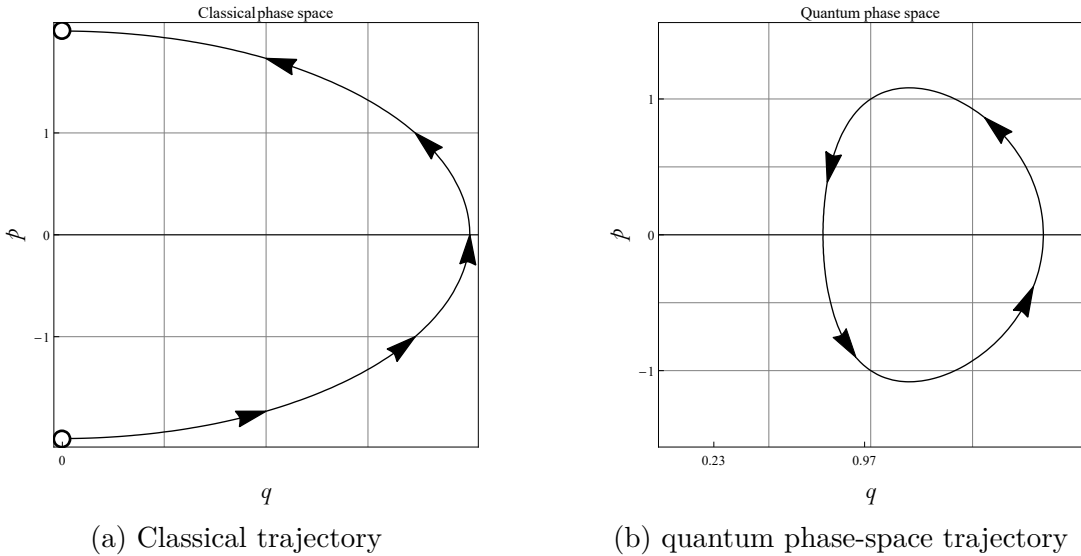 Classical phase space
1
0
−1
p
0
q
(a) Classical trajectory
Quantum phase space
1
0
−1
p
0.23 0.97
q
(b) quantum phase-space trajectory